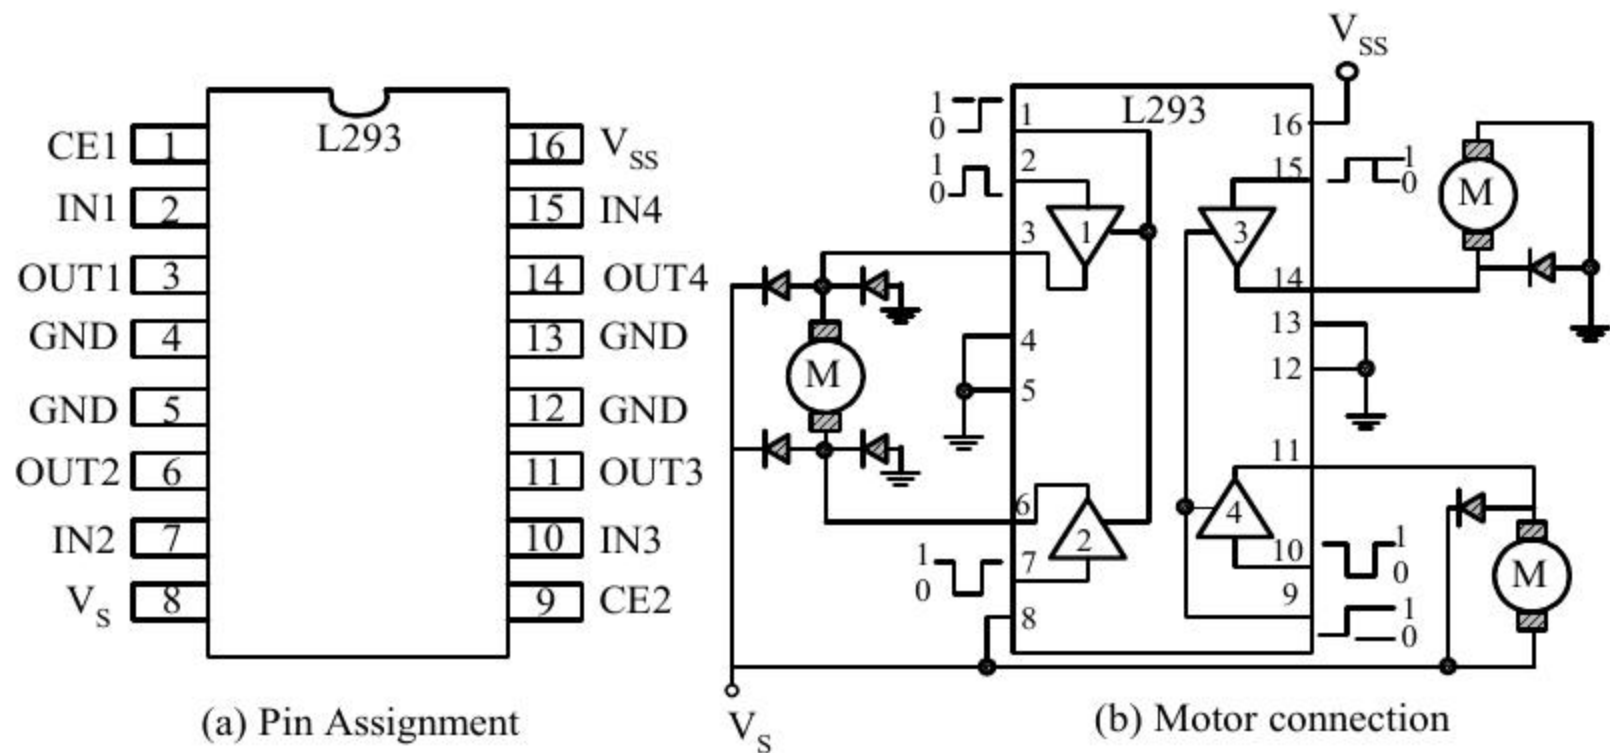 L293
CE1 1 16 VSS
IN1 2 15 IN4
OUT1 3 14 OUT4
GND 4 13 GND
GND 5 12 GND
OUT2 6 11 OUT3
IN2 7 10 IN3
VS 8 9 CE2
(a) Pin Assignment
VSS
L293
1
0
1
16
1
0
2
15
1
0
M
3
1
3
14
M
4
13
5
12
6
11
2
4
1
0
7
10
1
0
M
8
9
1
0
VS
(b) Motor connection